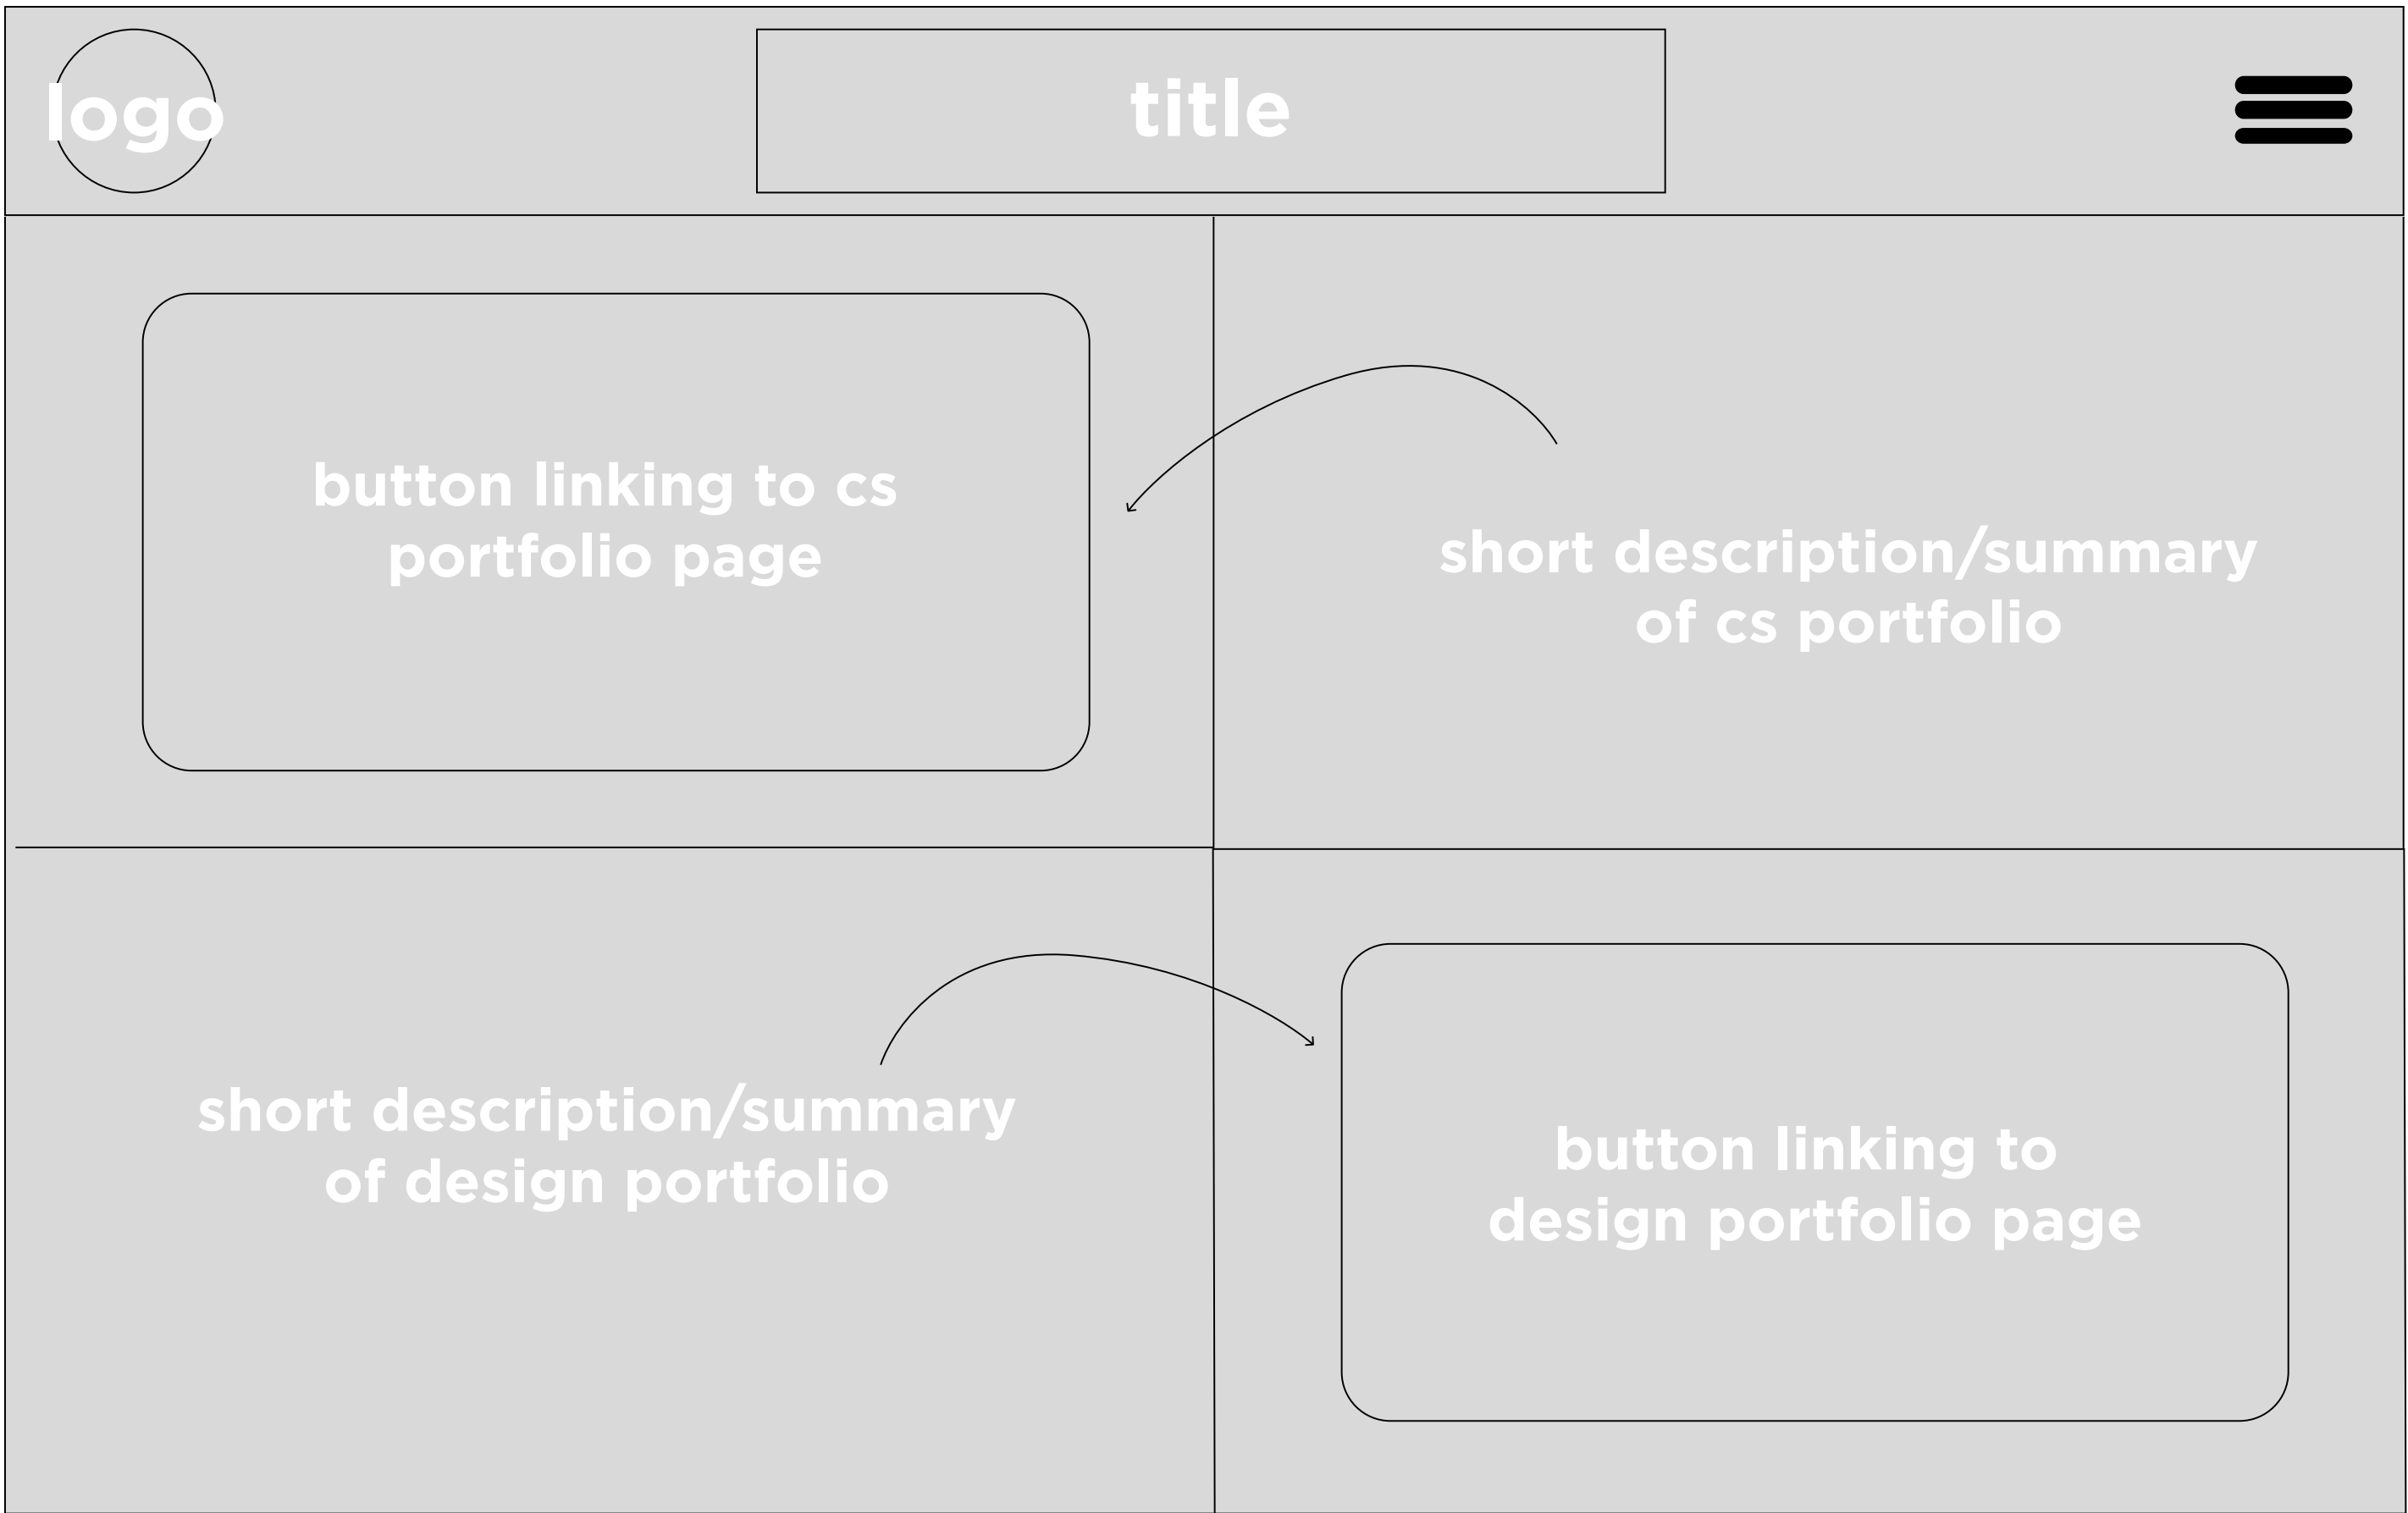 logo
title
button linking to cs
portfolio page
short description/summary
of cs portfolio
short description/summary
of design portfolio
button linking to
design portfolio page